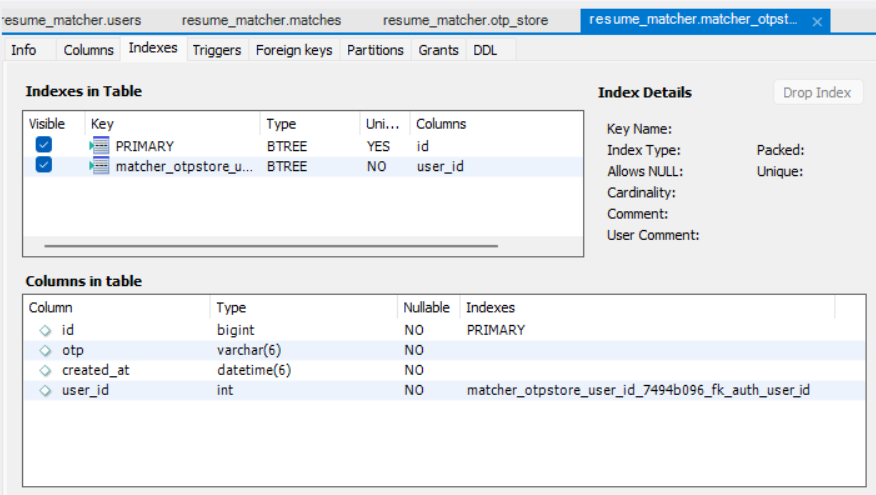 resume_matcher.users resume_matcher.matches resume_matcher.otp_store resume_matcher.matcher_otpst...
Info Columns Indexes Triggers Foreign keys Partitions Grants DDL
Indexes in Table
Visible Key Type Uni... Columns
PRIMARY BTREE YES id
matcher_otpstore_u... BTREE NO user_id
Index Details Drop Index
Key Name:
Index Type: Packed:
Allows NULL: Unique:
Cardinality:
Comment:
User Comment:
Columns in table
Column Type Nullable Indexes
id bigint NO PRIMARY
otp varchar(6) NO
created_at datetime(6) NO
user_id int NO matcher_otpstore_user_id_7494b096_fk_auth_user_id